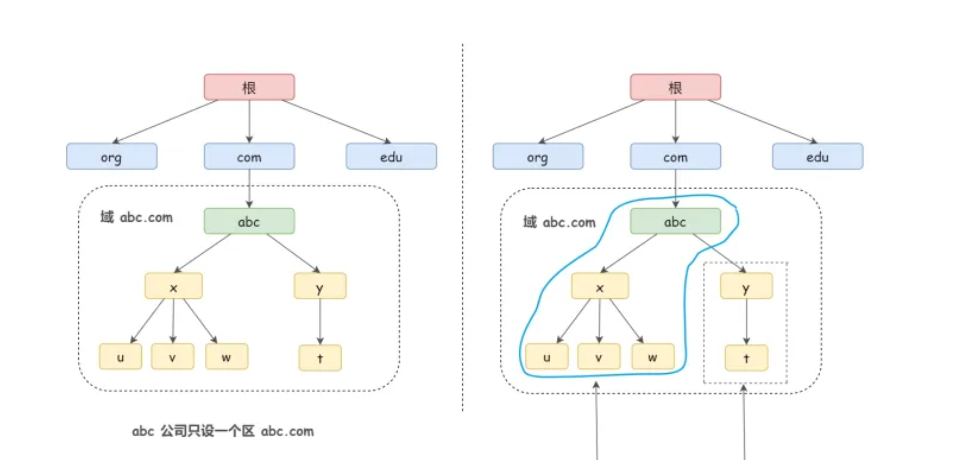 根
org
com
edu
域 abc.com
abc
x
y
u
v
w
t
abc 公司只设一个区 abc.com
根
org
com
edu
域 abc.com
abc
x
y
u
v
w
t